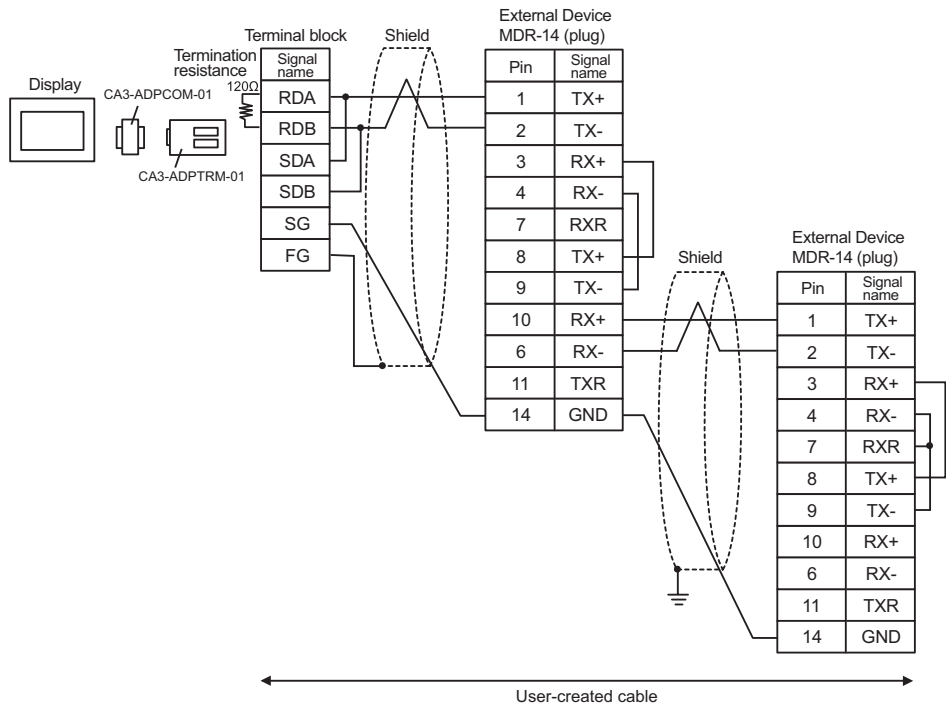 Display
CA3-ADPCOM-01
CA3-ADPTRM-01
Termination
resistance
120Ω
Terminal block
Signal
name
RDA
RDB
SDA
SDB
SG
FG
Shield
External Device
MDR-14 (plug)
Pin Signal
name
1 TX+
2 TX-
3 RX+
4 RX-
7 RXR
8 TX+
9 TX-
10 RX+
6 RX-
11 TXR
14 GND
Shield
External Device
MDR-14 (plug)
Pin Signal
name
1 TX+
2 TX-
3 RX+
4 RX-
7 RXR
8 TX+
9 TX-
10 RX+
6 RX-
11 TXR
14 GND
User-created cable